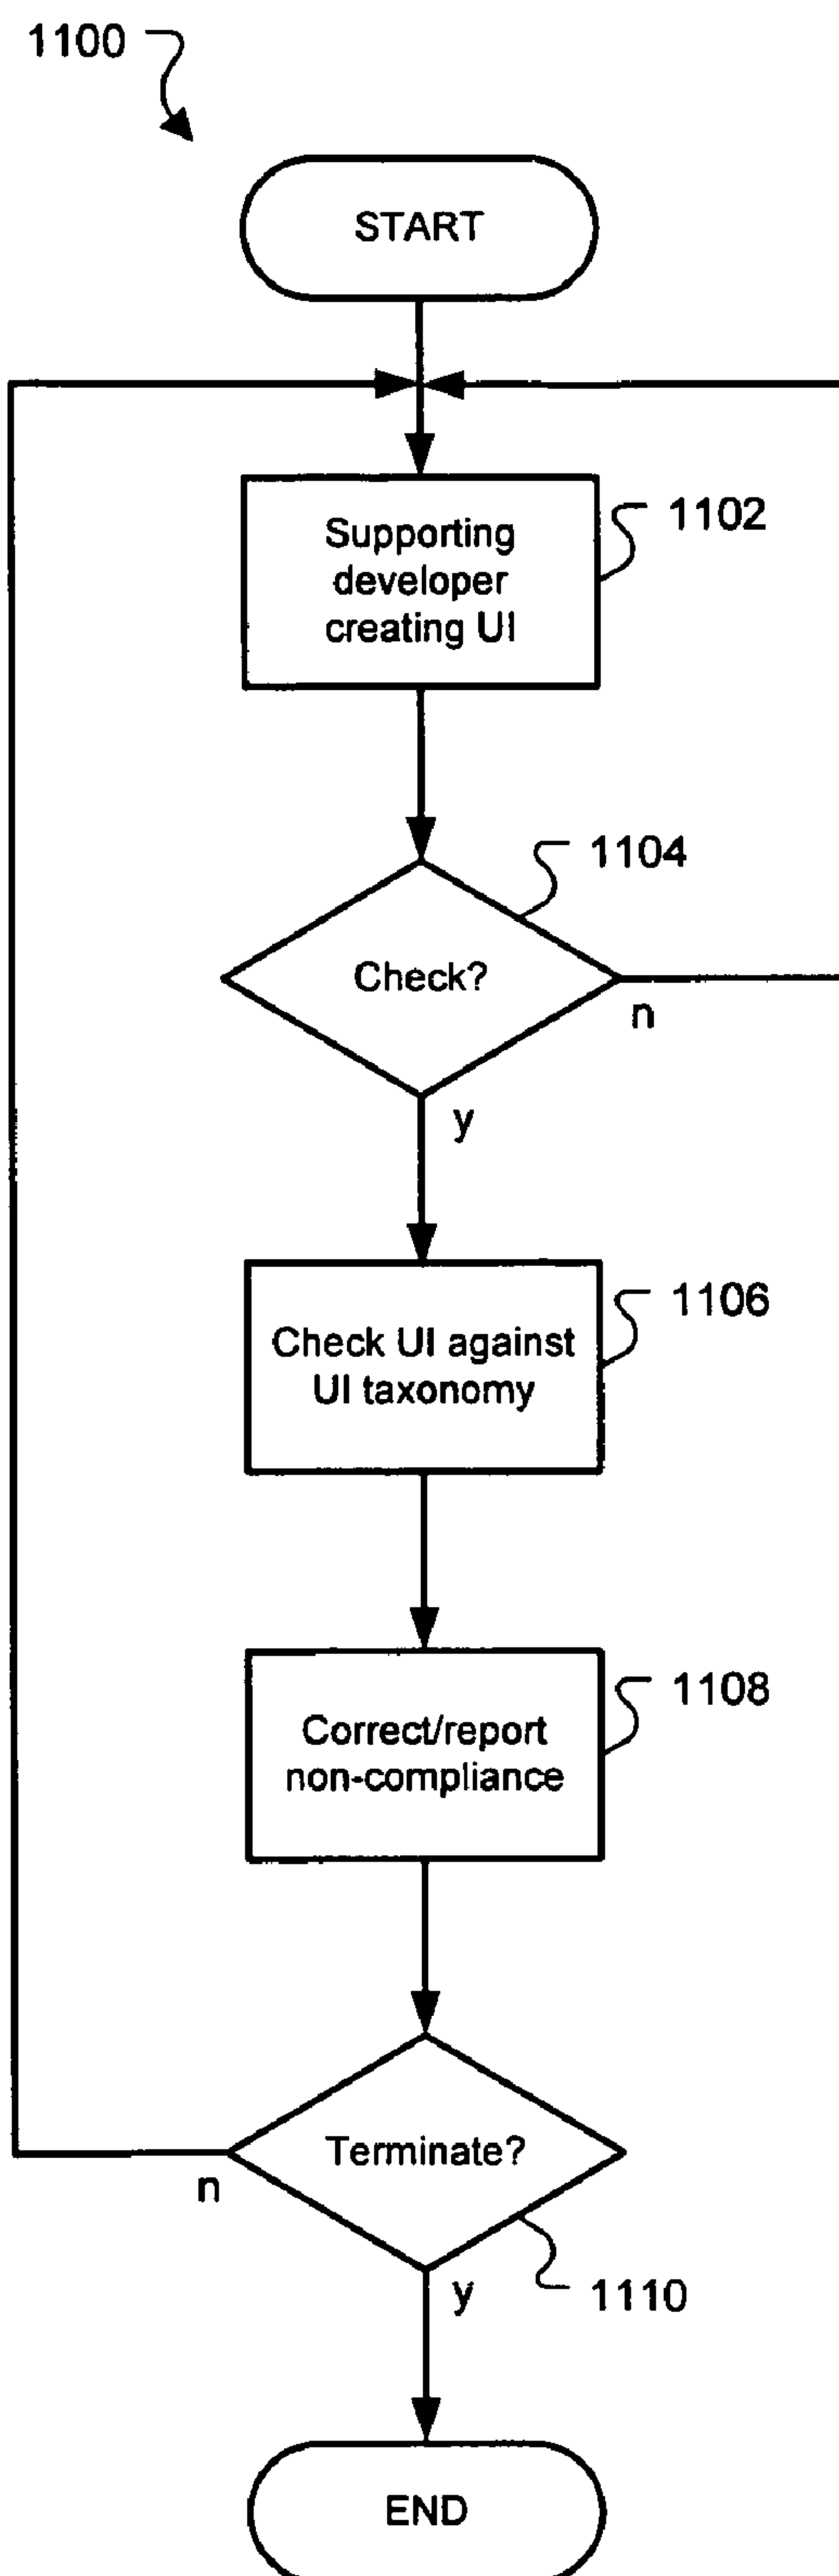 1100
START
Supporting
developer
creating UI
1102
1104
Check?
n
y
Check UI against
UI taxonomy
1106
Correct/report
non-compliance
1108
Terminate?
n
y
1110
END